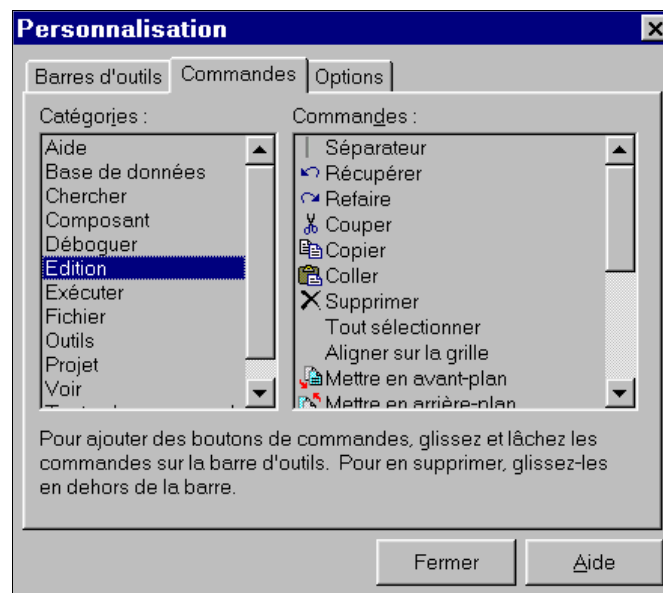 Personnalisation
Barres d'outils Commandes Options
Catégories :
Aide
Base de données
Chercher
Composant
Déboguer
Edition
Exécuter
Fichier
Outils
Projet
Voir
Commandes :
Séparateur
Récupérer
Refaire
Couper
Copier
Coller
Supprimer
Tout sélectionner
Aligner sur la grille
Mettre en avant-plan
Mettre en arrière-plan
Pour ajouter des boutons de commandes, glissez et lâchez les
commandes sur la barre d'outils. Pour en supprimer, glissez-les
en dehors de la barre.
Fermer Aide